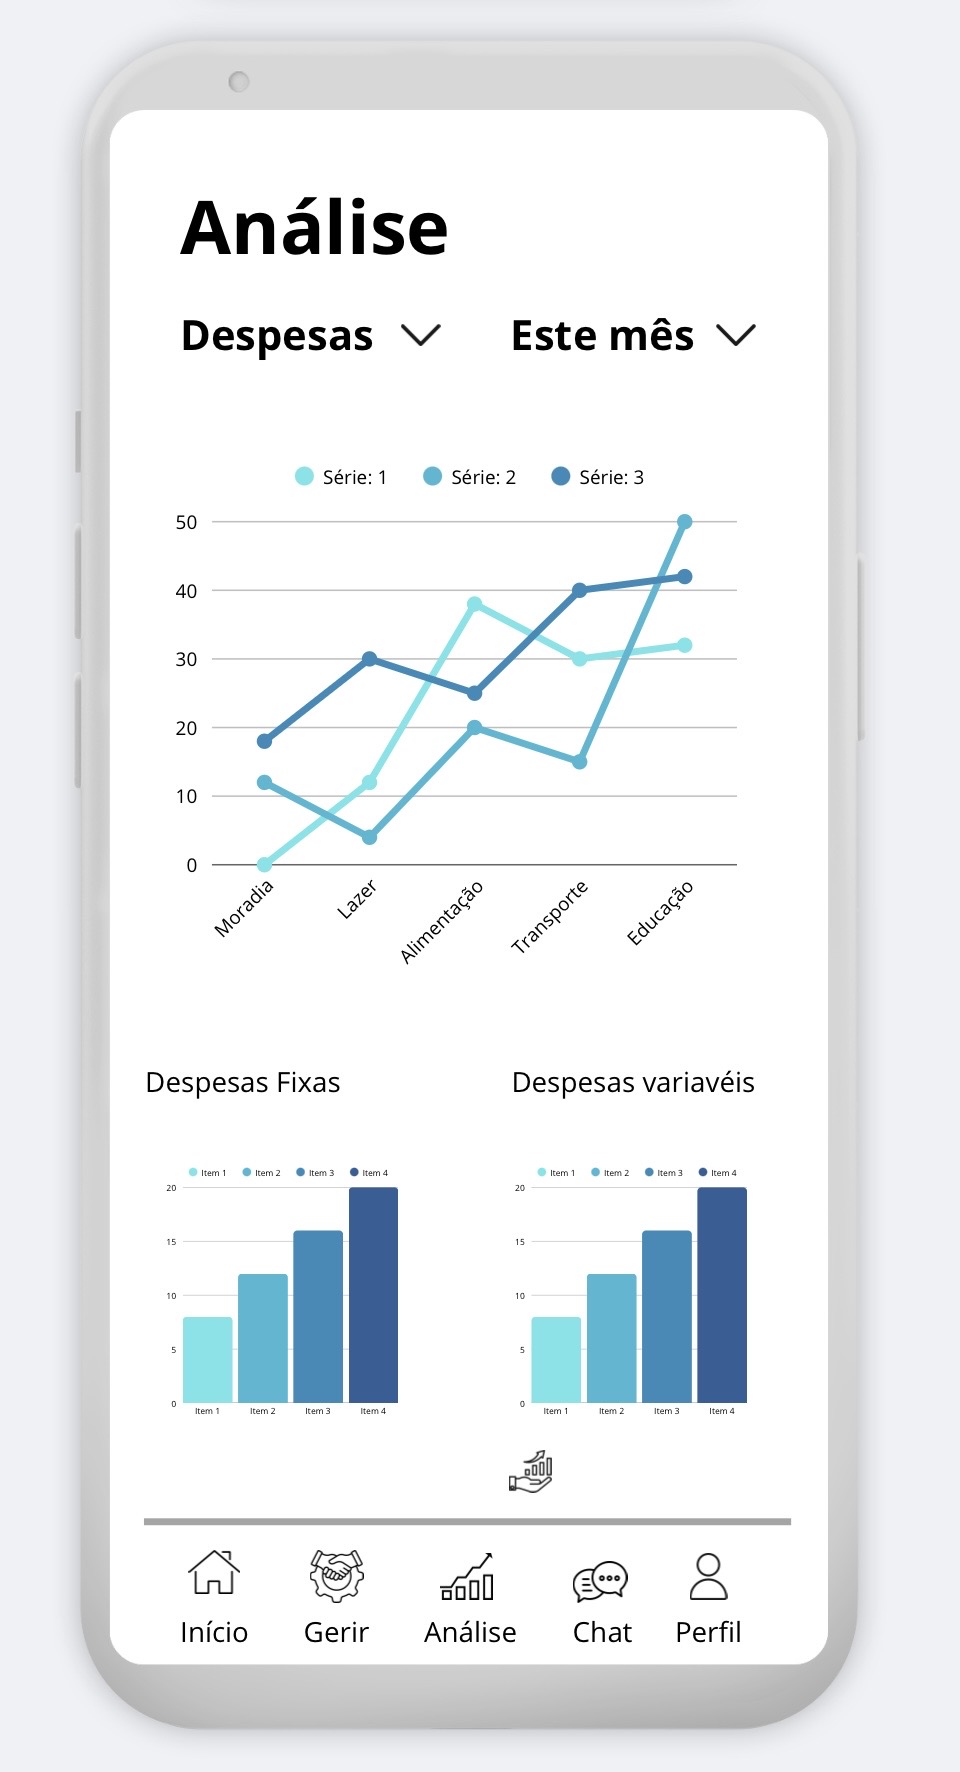 Análise
Despesas Este mês
Série: 1 Série: 2 Série: 3
50
40
30
20
10
0
Moradia Lazer Alimentação Transporte Educação
Despesas Fixas
Item 1 Item 2 Item 3 Item 4
20
15
10
5
0
Item 1 Item 2 Item 3 Item 4
Despesas variavéis
Item 1 Item 2 Item 3 Item 4
20
15
10
5
0
Item 1 Item 2 Item 3 Item 4
Início Gerir Análise Chat Perfil